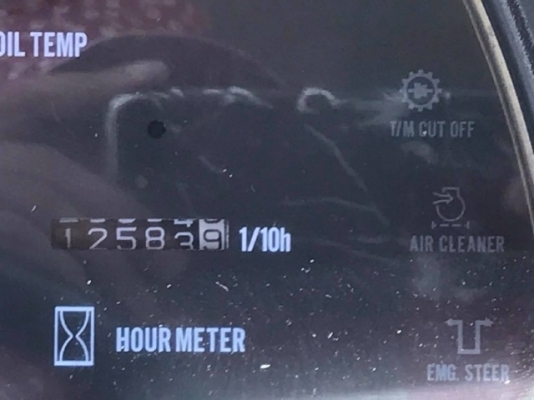 OIL TEMP
T/M CUT OFF
125839 1/10h
AIR CLEANER
HOUR METER
EMG. STEER